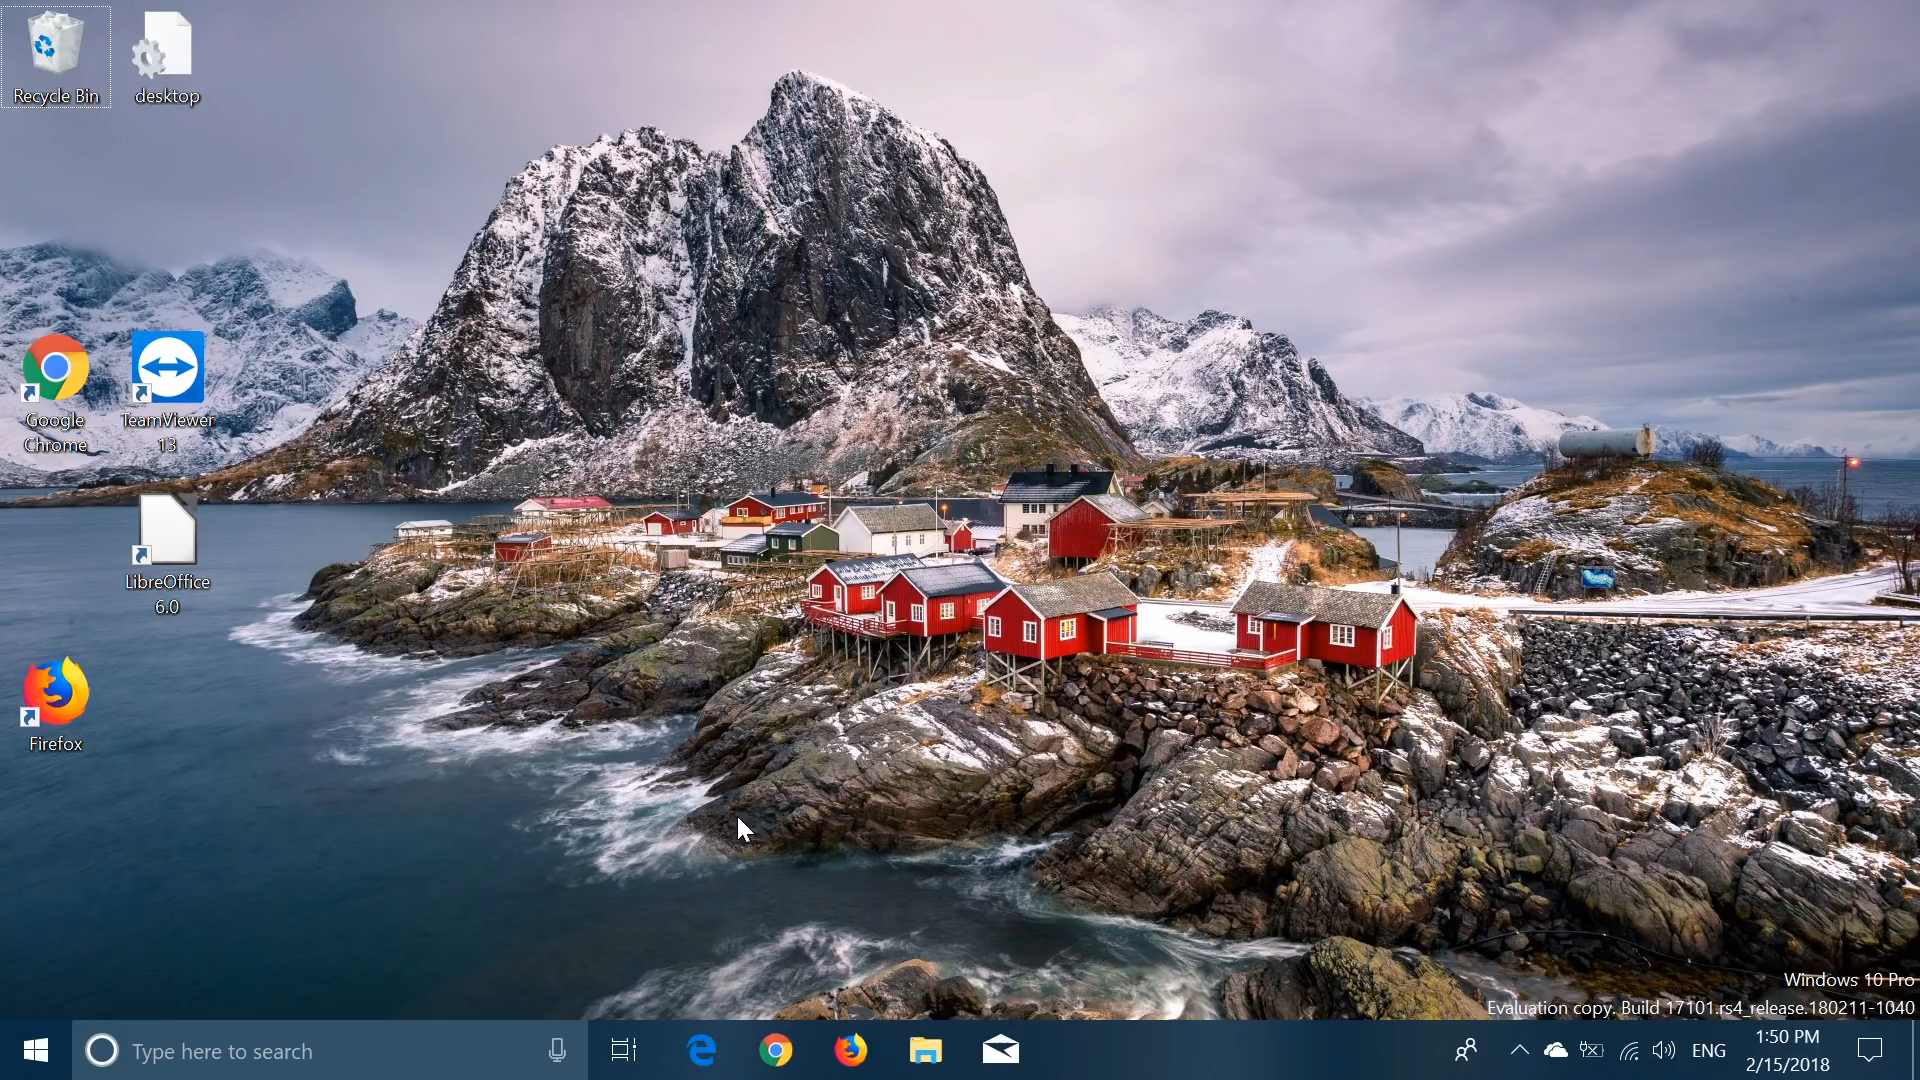 Recycle Bin
desktop
Google
Chrome
TeamViewer
13
LibreOffice
6.0
Firefox
Windows 10 Pro
Evaluation copy. Build 17101.rs4_release.180211-1040
Type here to search
ENG
1:50 PM
2/15/2018